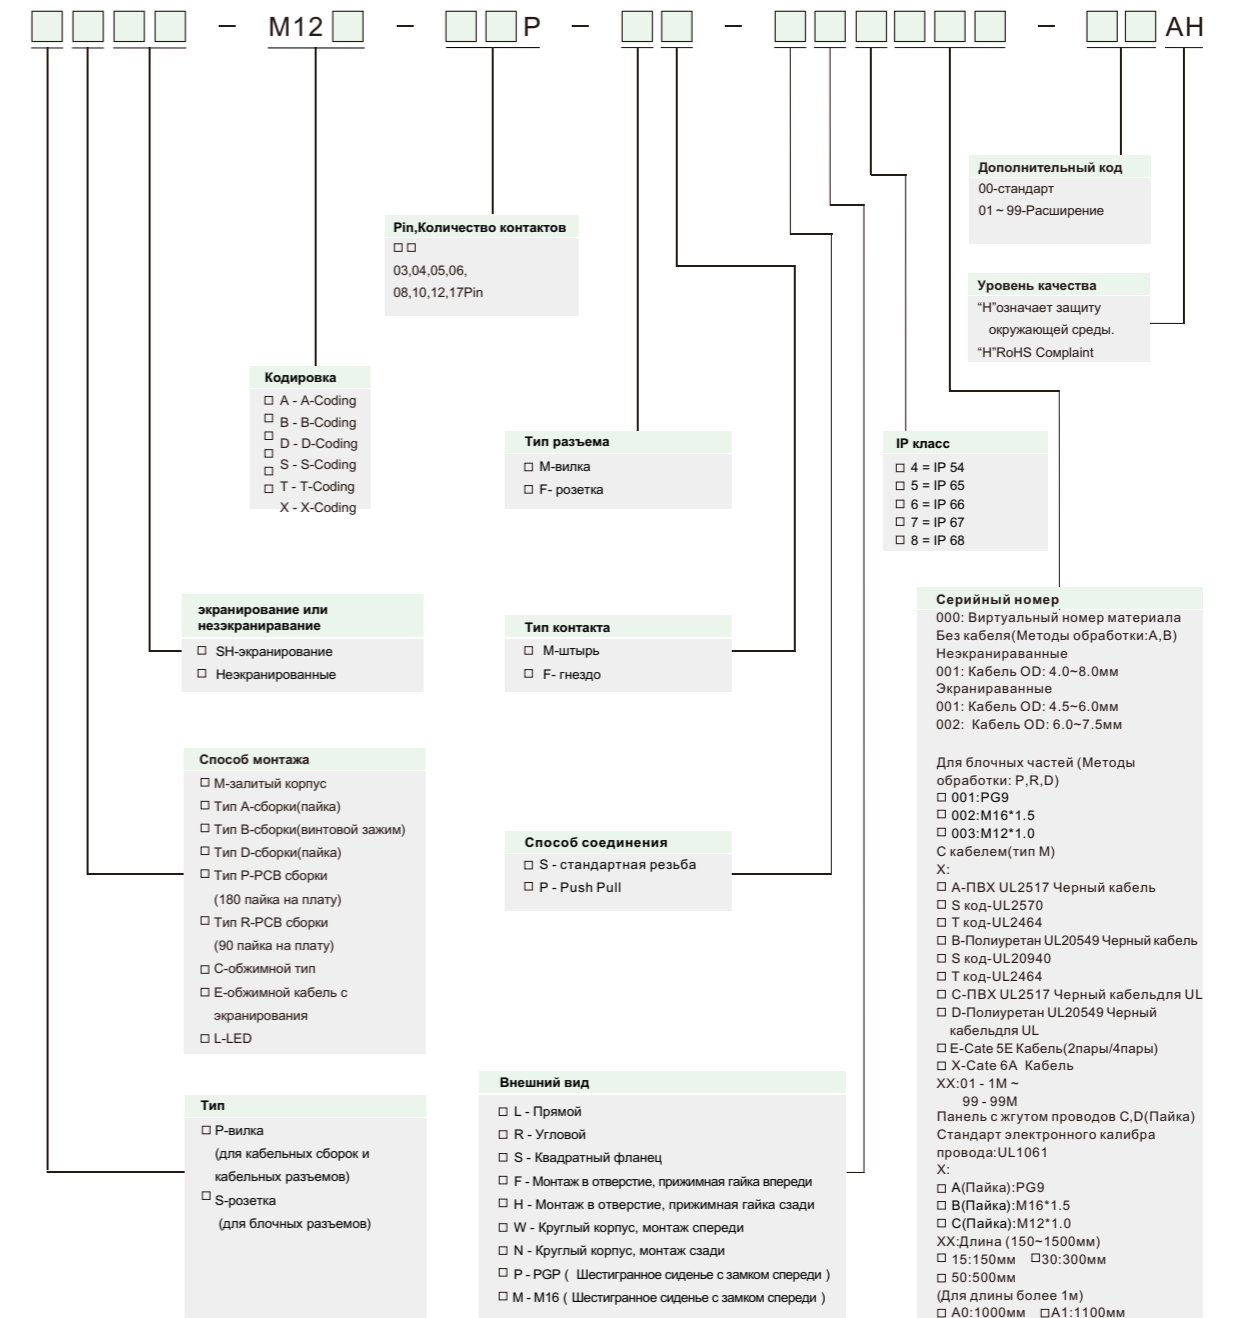 – M12 – P – – – AH
Дополнительный код
00-стандарт
01 ~ 99-Расширение
Pin,Количество контактов
03,04,05,06,
08,10,12,17Pin
Уровень качества
“H”означает защиту
окружающей среды.
“H”RoHS Complaint
Кодировка
A - A-Coding
B - B-Coding
D - D-Coding
S - S-Coding
T - T-Coding
X - X-Coding
Тип разъема
M-вилка
F- розетка
IP класс
4 = IP 54
5 = IP 65
6 = IP 66
7 = IP 67
8 = IP 68
экранирование или
незэкраниравание
SH-экранирование
Неэкранированные
Тип контакта
M-штырь
F- гнездо
Серийный номер
000: Виртуальный номер материала
Без кабеля(Методы обработки:A,B)
Неэкранираванные
001: Кабель OD: 4.0~8.0мм
Экранираванные
001: Кабель OD: 4.5~6.0мм
002: Кабель OD: 6.0~7.5мм
Для блочных частей (Методы
обработки: P,R,D)
001:PG9
002:M16*1.5
003:M12*1.0
С кабелем(тип M)
X:
A-ПВХ UL2517 Черный кабель
S код-UL2570
T код-UL2464
B-Полиуретан UL20549 Черный кабель
S код-UL20940
T код-UL2464
C-ПВХ UL2517 Черный кабельдля UL
D-Полиуретан UL20549 Черный
кабельдля UL
E-Cate 5E Кабель(2пары/4пары)
X-Cate 6A Кабель
XX:01 - 1M ~
99 - 99M
Панель с жгутом проводов C,D(Пайка)
Стандарт электронного калибра
провода:UL1061
X:
A(Пайка):PG9
B(Пайка):M16*1.5
C(Пайка):M12*1.0
XX:Длина (150~1500мм)
15:150мм 30:300мм
50:500мм
(Для длины более 1м)
A0:1000мм A1:1100мм
Способ монтажа
M-залитый корпус
Тип A-сборки(пайка)
Тип B-сборки(винтовой зажим)
Тип D-сборки(пайка)
Тип P-PCB сборки
(180 пайка на плату)
Тип R-PCB сборки
(90 пайка на плату)
C-обжимной тип
E-обжимной кабель с
экранирования
L-LED
Способ соединения
S - стандартная резьба
P - Push Pull
Тип
P-вилка
(для кабельных сборок и
кабельных разъемов)
S-розетка
(для блочных разъемов)
Внешний вид
L - Прямой
R - Угловой
S - Квадратный фланец
F - Монтаж в отверстие, прижимная гайка впереди
H - Монтаж в отверстие, прижимная гайка сзади
W - Круглый корпус, монтаж спереди
N - Круглый корпус, монтаж сзади
P - PGP ( Шестигранное сиденье с замком спереди )
M - M16 ( Шестигранное сиденье с замком спереди )